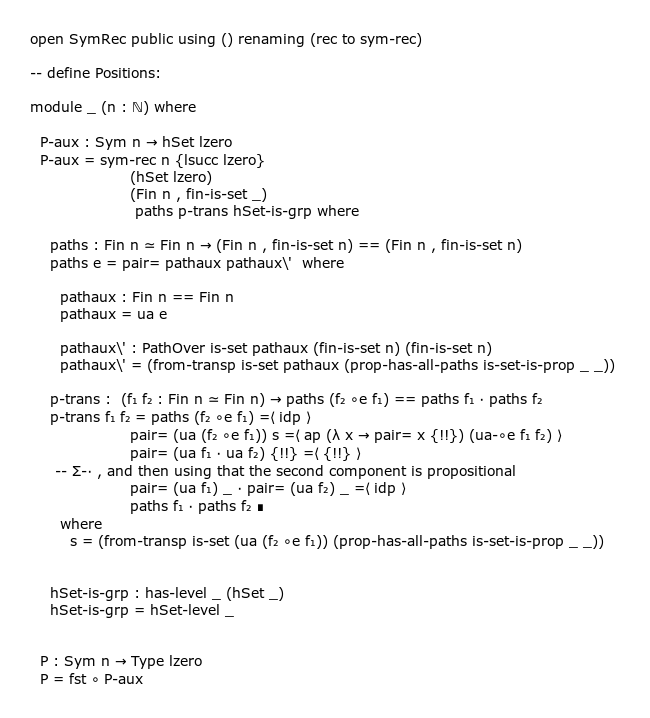 open SymRec public using () renaming (rec to sym-rec)
-- define Positions:
module _ (n : ℕ) where
P-aux : Sym n → hSet lzero
P-aux = sym-rec n {lsucc lzero}
(hSet lzero)
(Fin n , fin-is-set _)
paths p-trans hSet-is-grp where
paths : Fin n ≃ Fin n → (Fin n , fin-is-set n) == (Fin n , fin-is-set n)
paths e = pair= pathaux pathaux\' where
pathaux : Fin n == Fin n
pathaux = ua e
pathaux\' : PathOver is-set pathaux (fin-is-set n) (fin-is-set n)
pathaux\' = (from-transp is-set pathaux (prop-has-all-paths is-set-is-prop _ _))
p-trans : (f₁ f₂ : Fin n ≃ Fin n) → paths (f₂ ∘e f₁) == paths f₁ ∙ paths f₂
p-trans f₁ f₂ = paths (f₂ ∘e f₁) =⟨ idp ⟩
pair= (ua (f₂ ∘e f₁)) s =⟨ ap (λ x → pair= x {!!}) (ua-∘e f₁ f₂) ⟩
pair= (ua f₁ ∙ ua f₂) {!!} =⟨ {!!} ⟩
-- Σ-∙ , and then using that the second component is propositional
pair= (ua f₁) _ ∙ pair= (ua f₂) _ =⟨ idp ⟩
paths f₁ ∙ paths f₂ ∎
where
s = (from-transp is-set (ua (f₂ ∘e f₁)) (prop-has-all-paths is-set-is-prop _ _))
hSet-is-grp : has-level _ (hSet _)
hSet-is-grp = hSet-level _
P : Sym n → Type lzero
P = fst ∘ P-aux